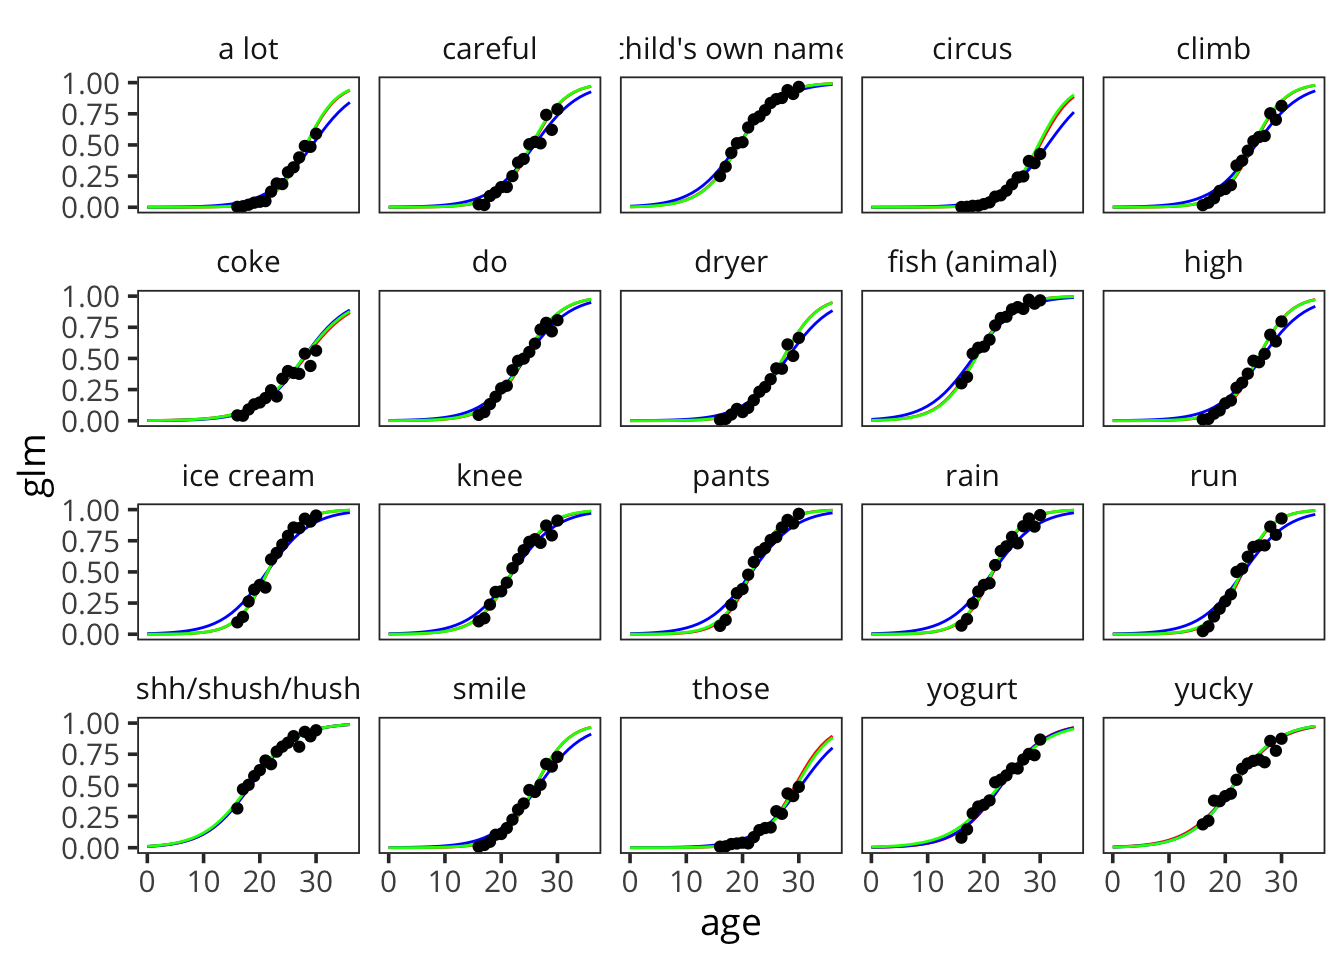 a lot careful child's own name circus climb
1.00
0.75
0.50
0.25
0.00
coke do dryer fish (animal) high
1.00
0.75
0.50
0.25
0.00
glm
ice cream knee pants rain run
1.00
0.75
0.50
0.25
0.00
shh/shush/hush smile those yogurt yucky
1.00
0.75
0.50
0.25
0.00
0 10 20 30 0 10 20 30 0 10 20 30 0 10 20 30 0 10 20 30
age